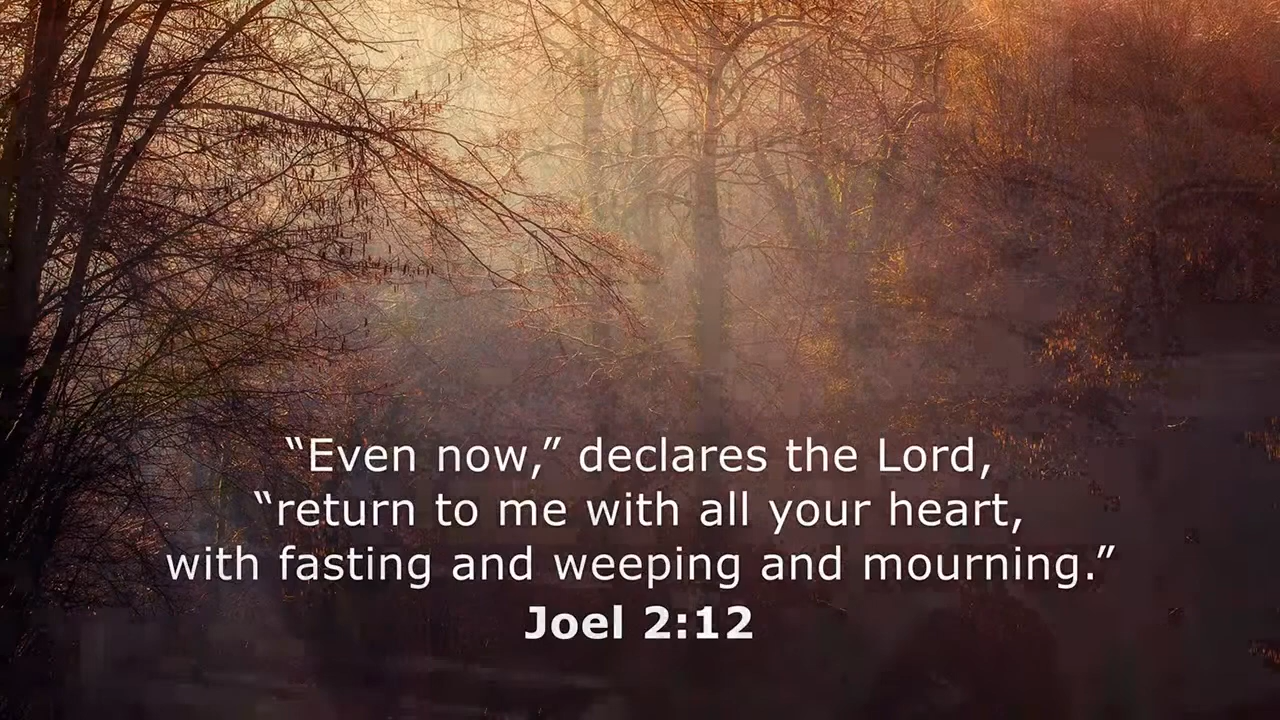 “Even now,” declares the Lord,
“return to me with all your heart,
with fasting and weeping and mourning.”
Joel 2:12